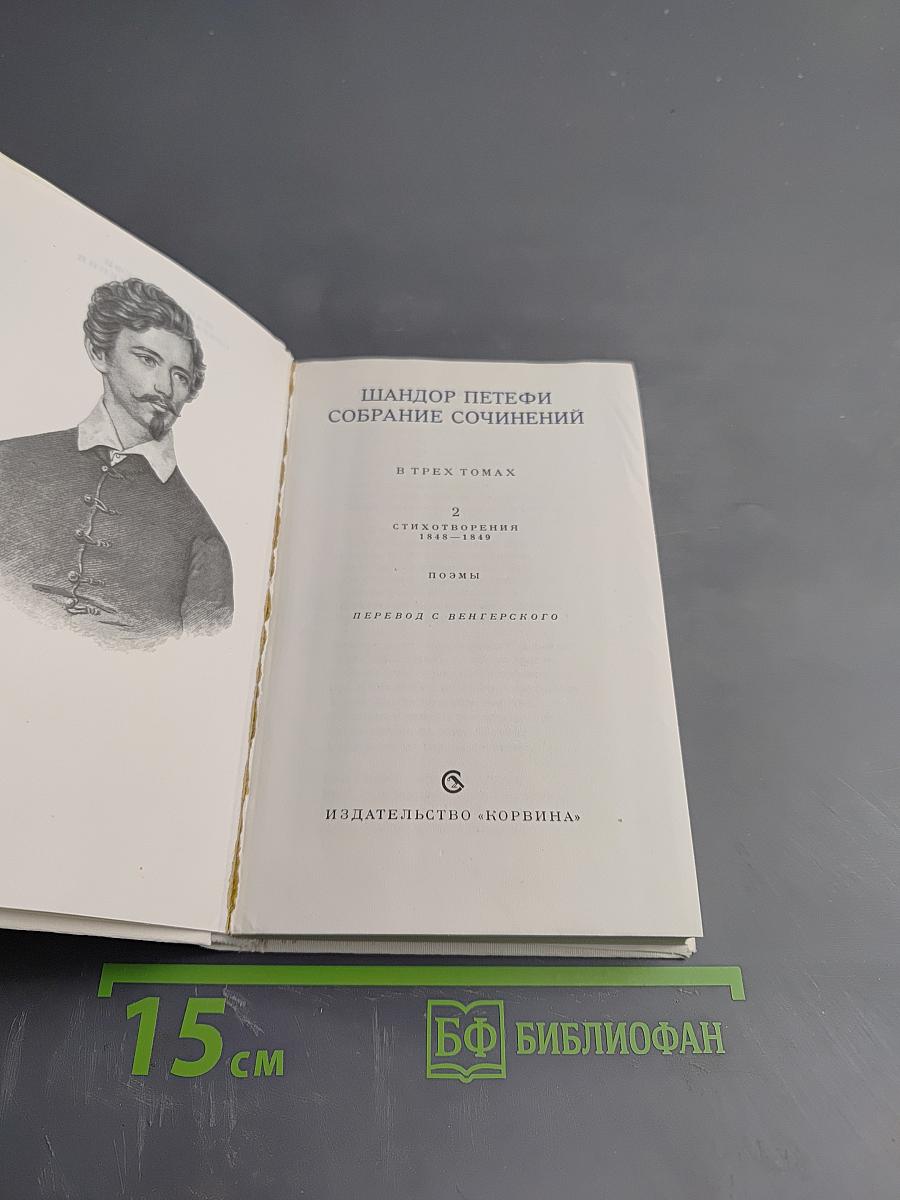 ШАНДОР ПЕТЕФИ
СОБРАНИЕ СОЧИНЕНИЙ
В ТРЕХ ТОМАХ
2
СТИХОТВОРЕНИЯ
1848—1849
ПОЭМЫ
ПЕРЕВОД С ВЕНГЕРСКОГО
ИЗДАТЕЛЬСТВО «КОРВИНА»
15 см
БФ БИБЛИОФАН